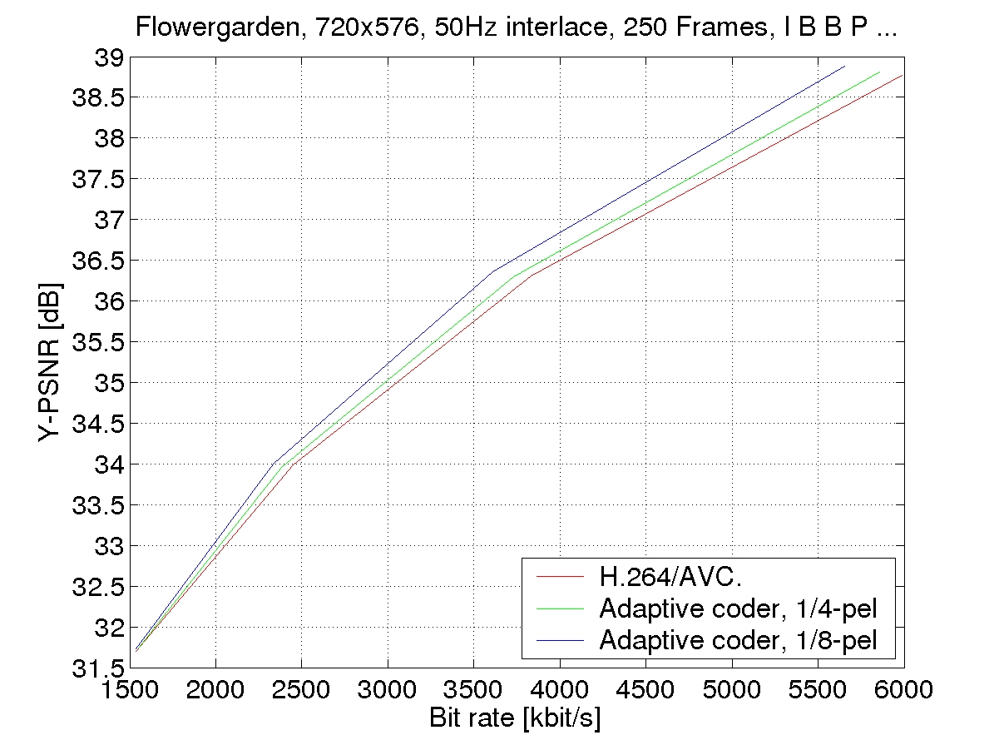 Flowergarden, 720x576, 50Hz interlace, 250 Frames, I B B P ...
39
38.5
38
37.5
37
36.5
36
35.5
35
34.5
34
33.5
33
32.5
32
31.5
Y-PSNR [dB]
H.264/AVC.
Adaptive coder, 1/4-pel
Adaptive coder, 1/8-pel
1500 2000 2500 3000 3500 4000 4500 5000 5500 6000
Bit rate [kbit/s]